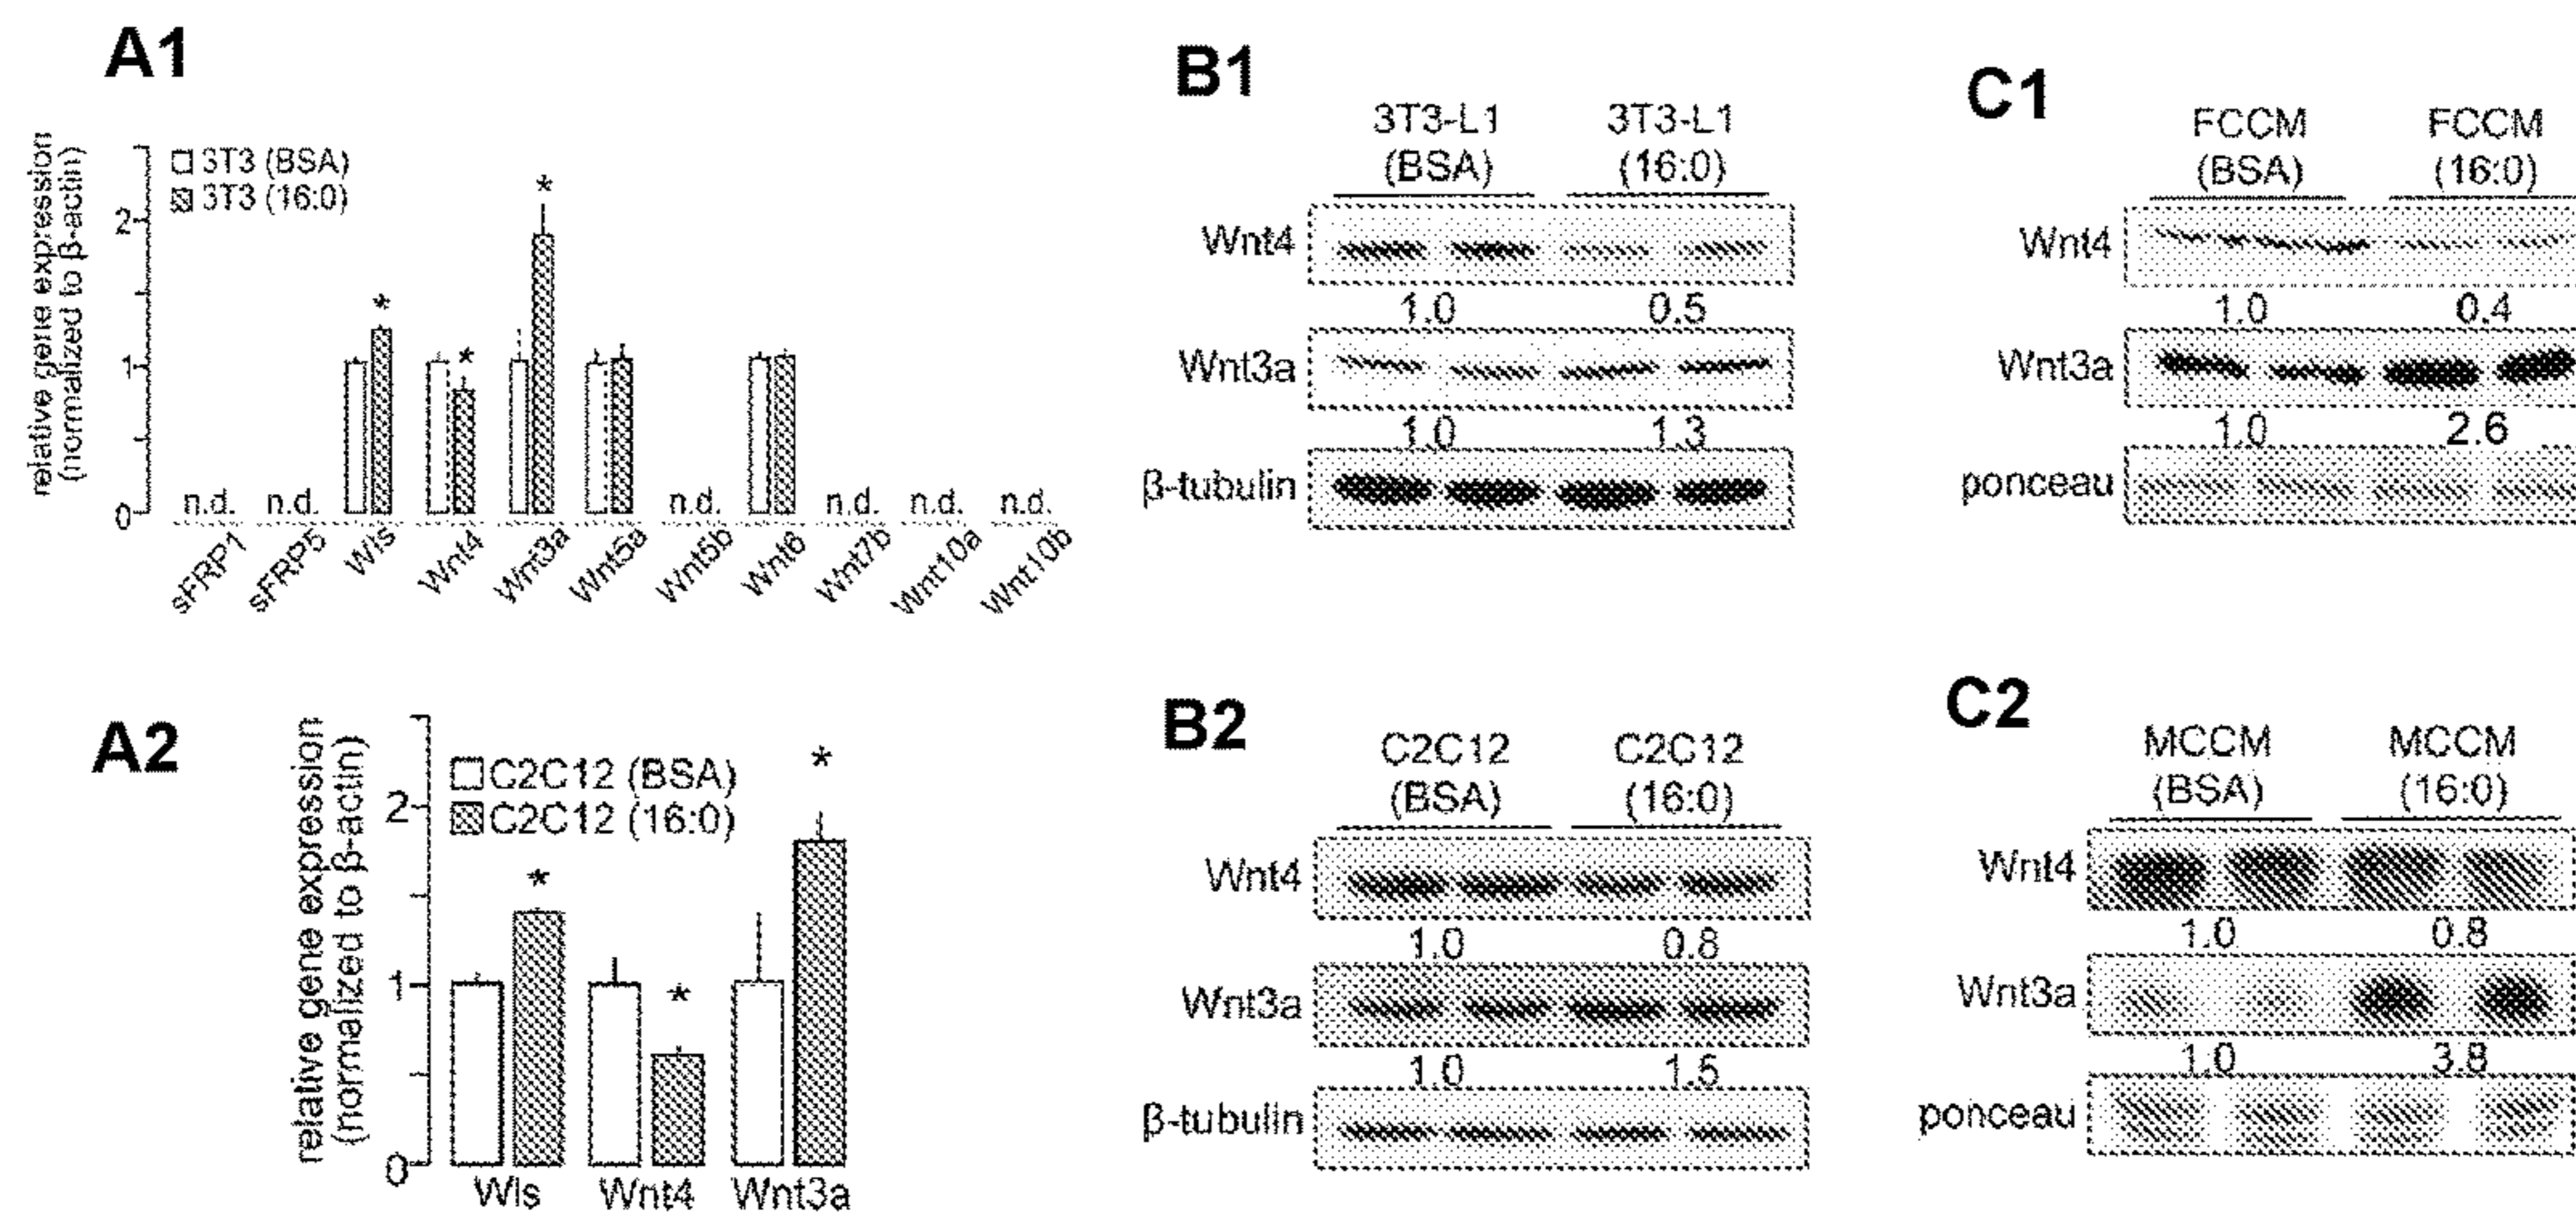 A1
relative gene expression
(normalized to β-actin)
3T3 (BSA)
3T3 (16:0)
2
1
0
*
*
*
n.d. n.d. n.d. n.d. n.d. n.d.
sFRP1 sFRP5 Wls Wnt4 Wnt3a Wnt5a Wnt5b Wnt6 Wnt7b Wnt10a Wnt10b
B1
3T3-L1 3T3-L1
(BSA) (16:0)
Wnt4
1.0 0.5
Wnt3a
1.0 1.3
β-tubulin
C1
FCCM FCCM
(BSA) (16:0)
Wnt4
1.0 0.4
Wnt3a
1.0 2.6
ponceau
A2
relative gene expression
(normalized to β-actin)
C2C12 (BSA)
C2C12 (16:0)
2
1
0
*
*
*
Wls Wnt4 Wnt3a
B2
C2C12 C2C12
(BSA) (16:0)
Wnt4
1.0 0.8
Wnt3a
1.0 1.5
β-tubulin
C2
MCCM MCCM
(BSA) (16:0)
Wnt4
1.0 0.8
Wnt3a
1.0 3.8
ponceau